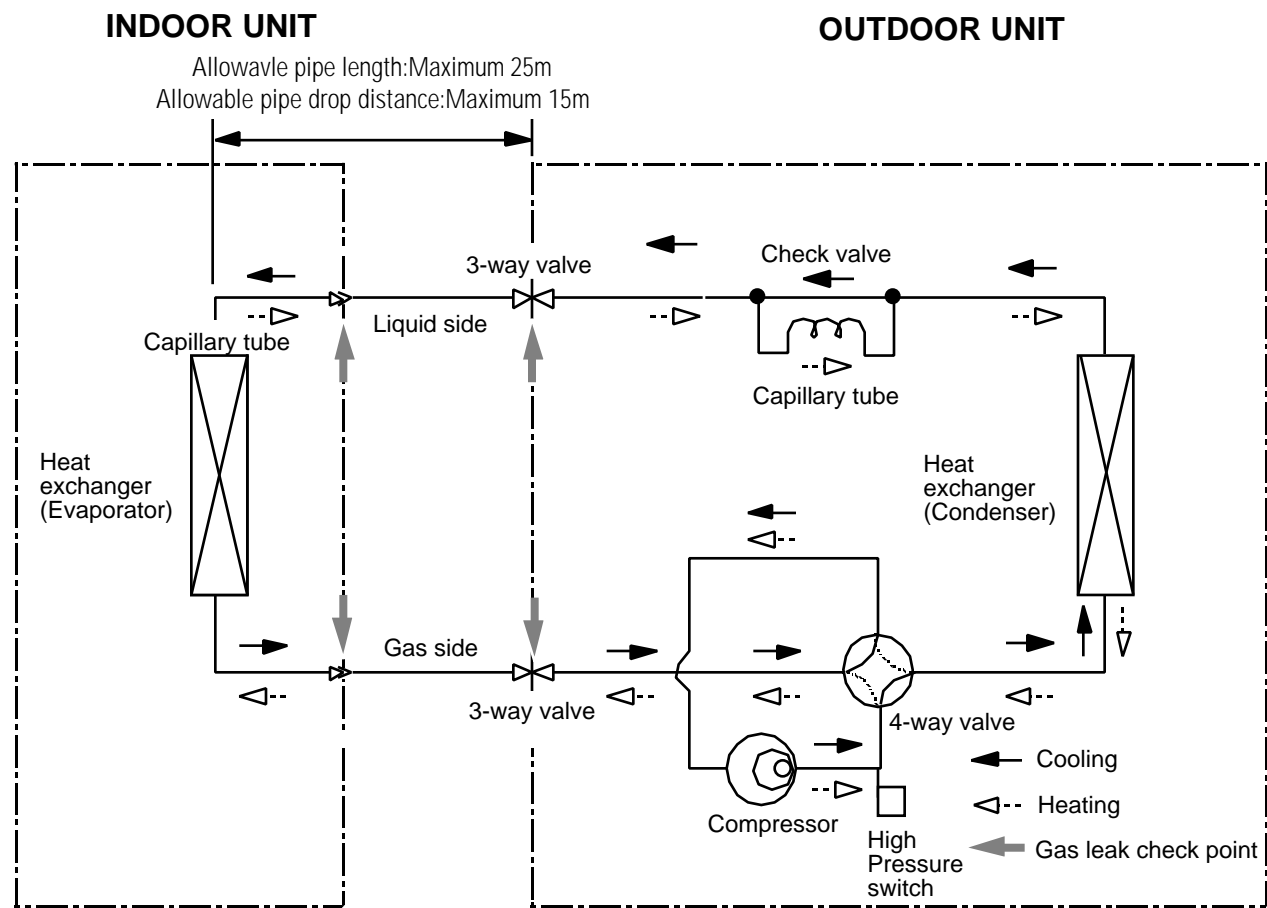 INDOOR UNIT
OUTDOOR UNIT
Allowavle pipe length:Maximum 25m
Allowable pipe drop distance:Maximum 15m
3-way valve
Check valve
Liquid side
Capillary tube
Capillary tube
Heat
exchanger
(Evaporator)
Heat
exchanger
(Condenser)
Gas side
3-way valve
4-way valve
Compressor
High
Pressure
switch
Cooling
Heating
Gas leak check point